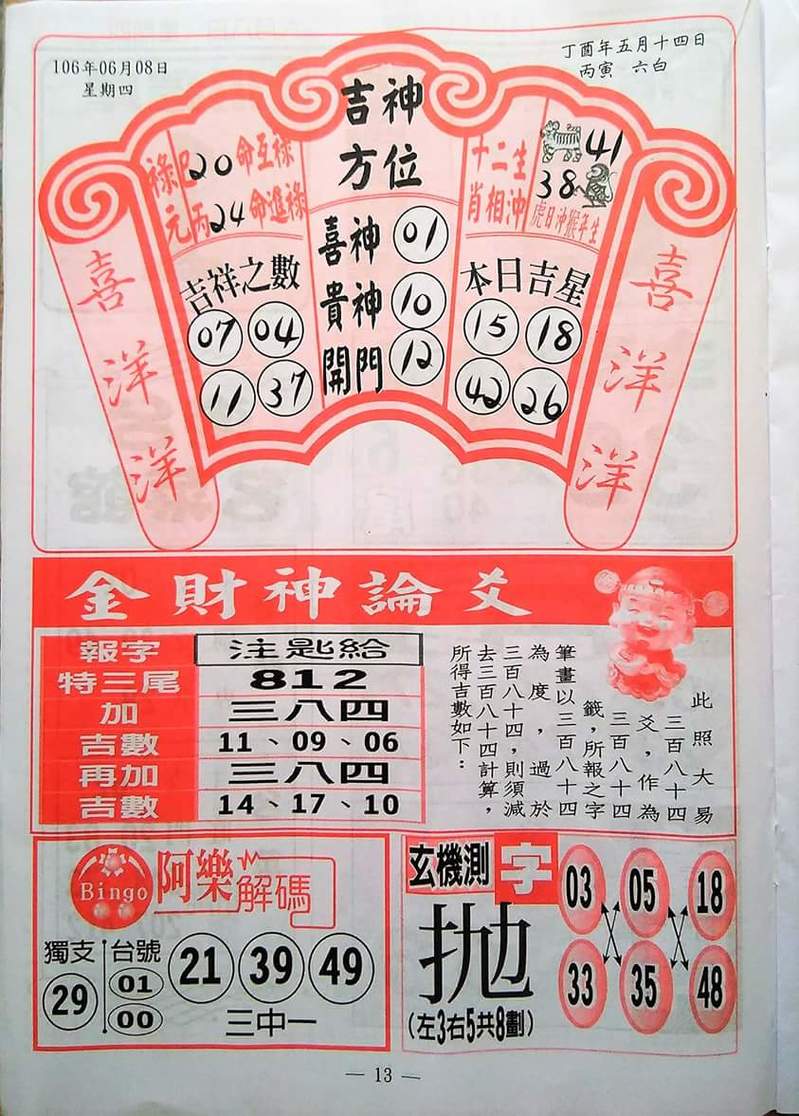 106年06月08日
星期四
丁酉年五月十四日
丙寅 六白
吉神
方位
祿巳20命互祿
元丙24命進祿
十二生
肖相沖
41
38
虎日沖猴年生
喜神 01
貴神 10
開門 12
吉祥之數
07 04
11 37
本日吉星
15 18
42 26
喜洋洋
喜洋洋
金財神論爻
報字 注匙給
特三尾 812
加 三八四
吉數 11、09、06
再加 三八四
吉數 14、17、10
此照大易
三百八十四
爻,作為
三百八十四
籤,所報之字
筆畫以三百八十四
為度,過於
三百八十四,則須減
去三百八十四計算,
所得吉數如下:
Bingo
阿樂解碼
獨支 台號
29 01
00
21 39 49
三中一
玄機測字
拋
(左3右5共8劃)
03 05 18
33 35 48
— 13 —